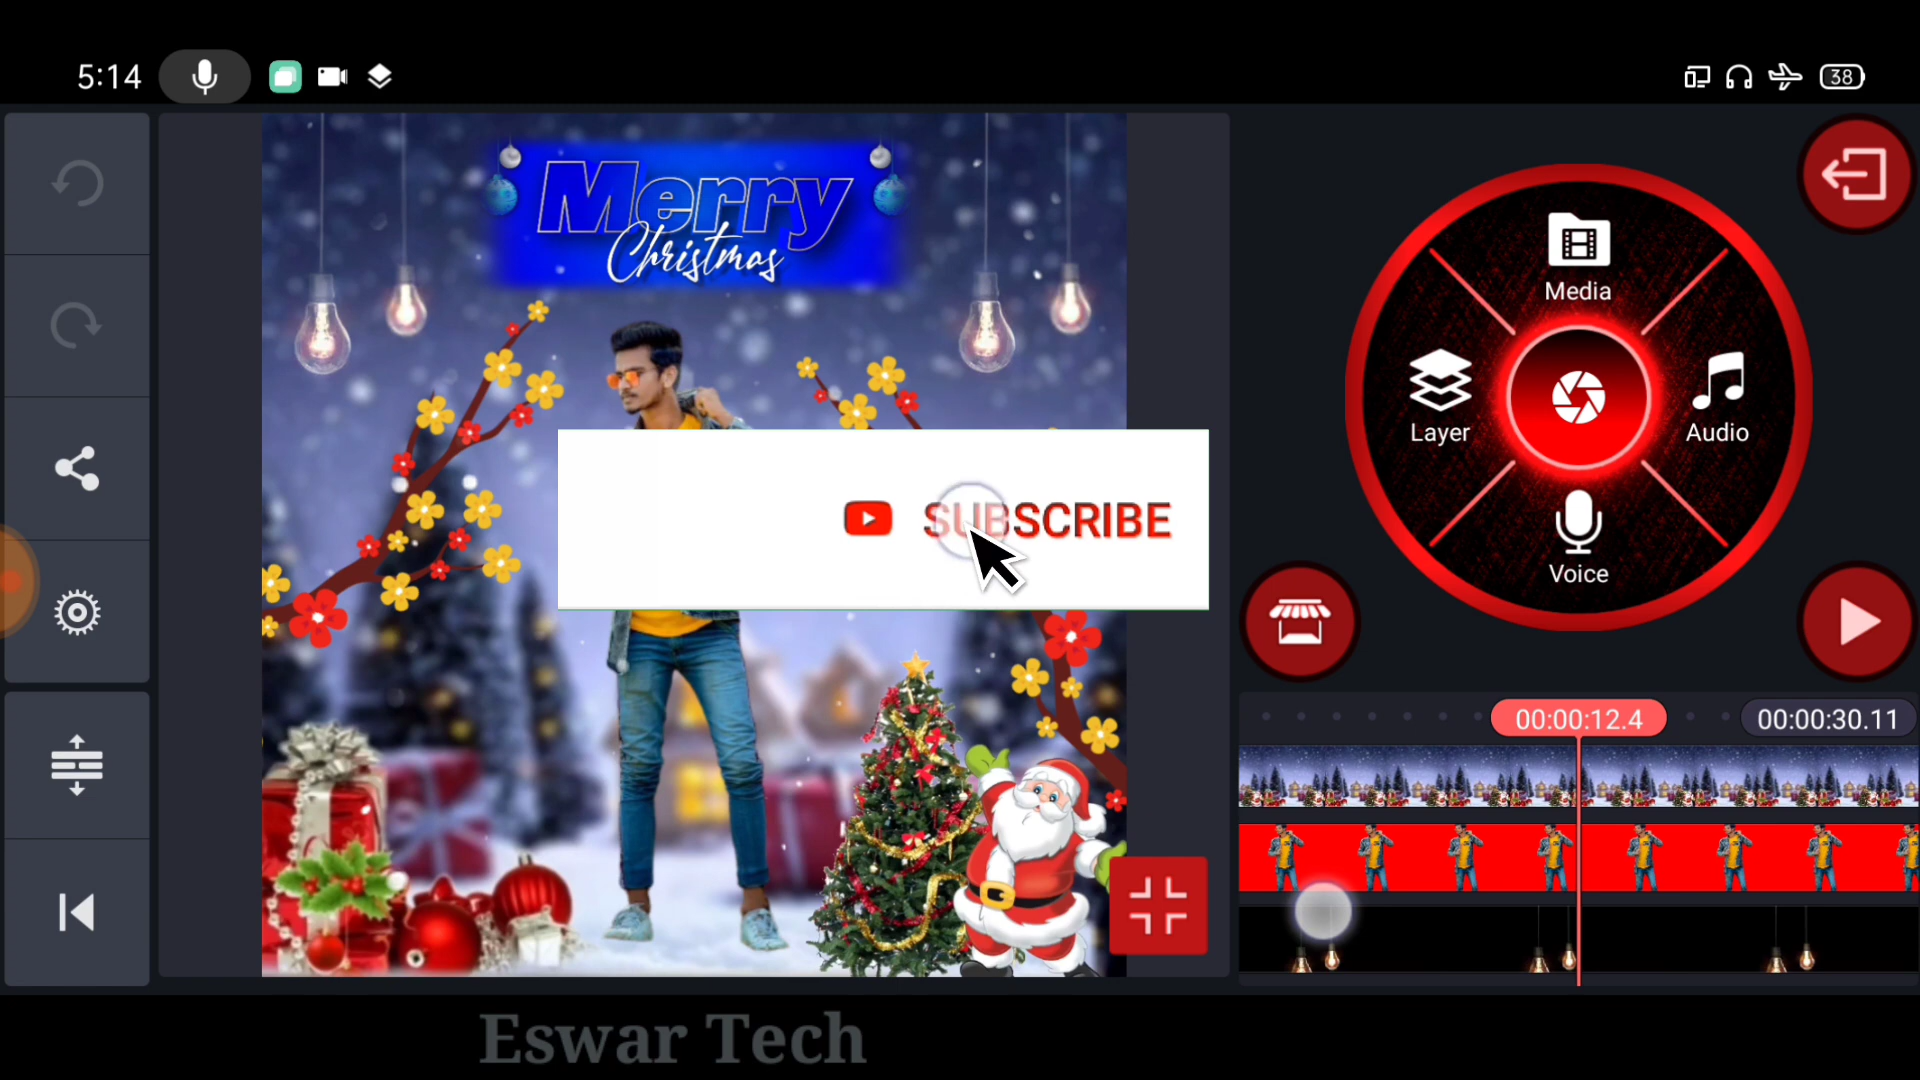 5:14
38
Merry
Christmas
SUBSCRIBE
Media
Layer
Audio
Voice
00:00:12.4
00:00:30.11
Eswar Tech